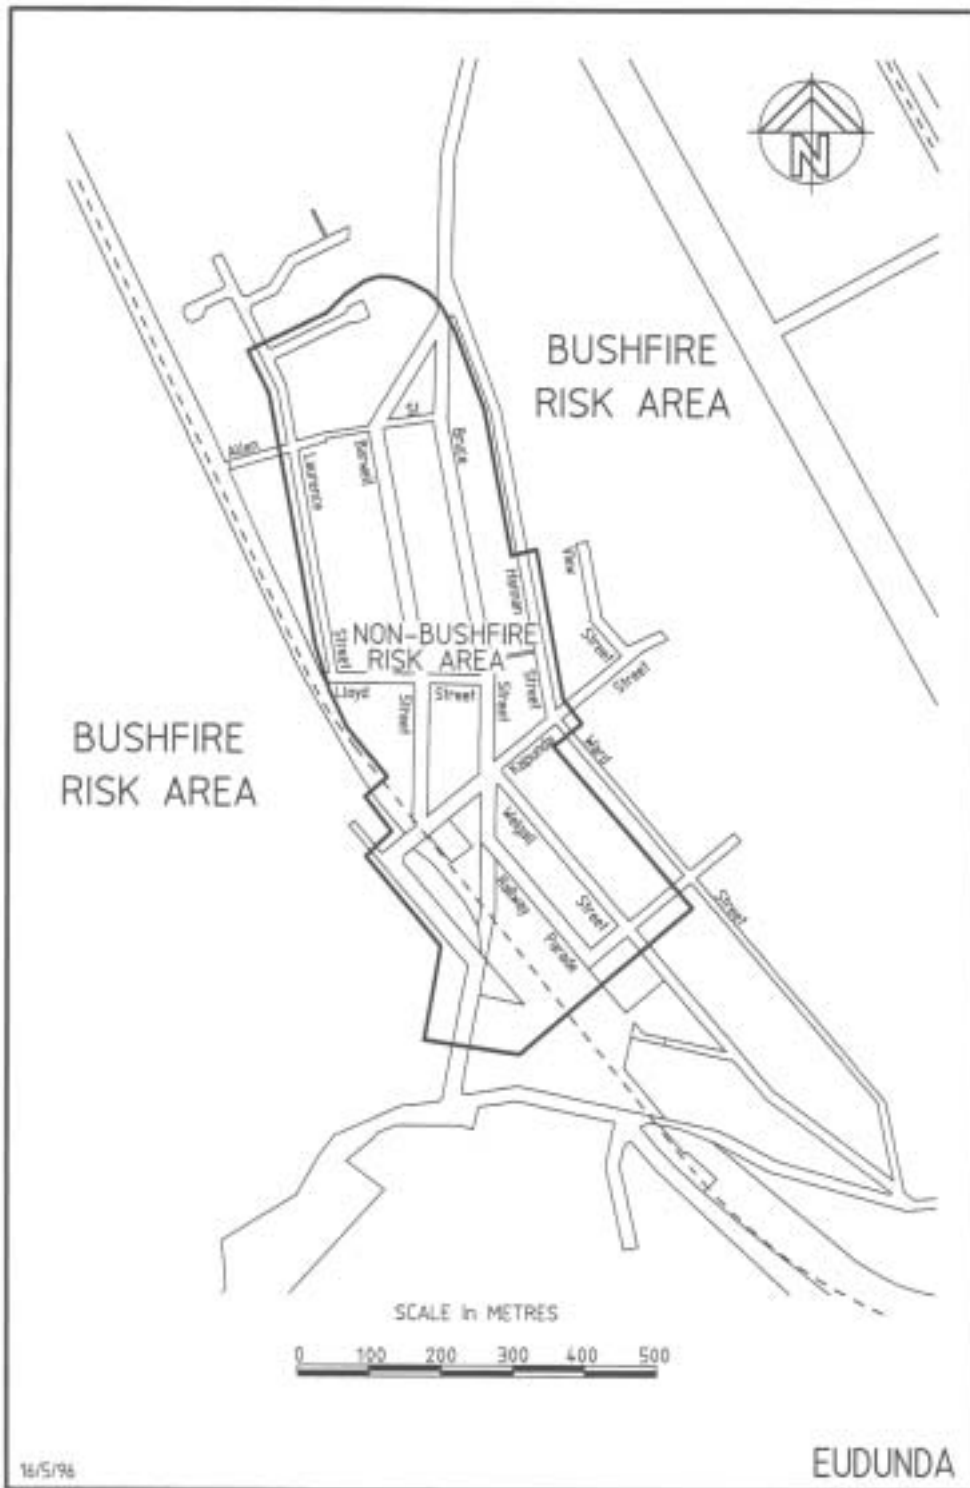 N
BUSHFIRE
RISK AREA
Allen
St
Laurence
Barwell
Bruce
View
Street
Hannan
Street
NON-BUSHFIRE
RISK AREA
Street
Street
Lloyd
Street
Street
Street
BUSHFIRE
RISK AREA
Kapunda
Ward
Street
Railway
Parade
Street
SCALE In METRES
0 100 200 300 400 500
16/5/96
EUDUNDA